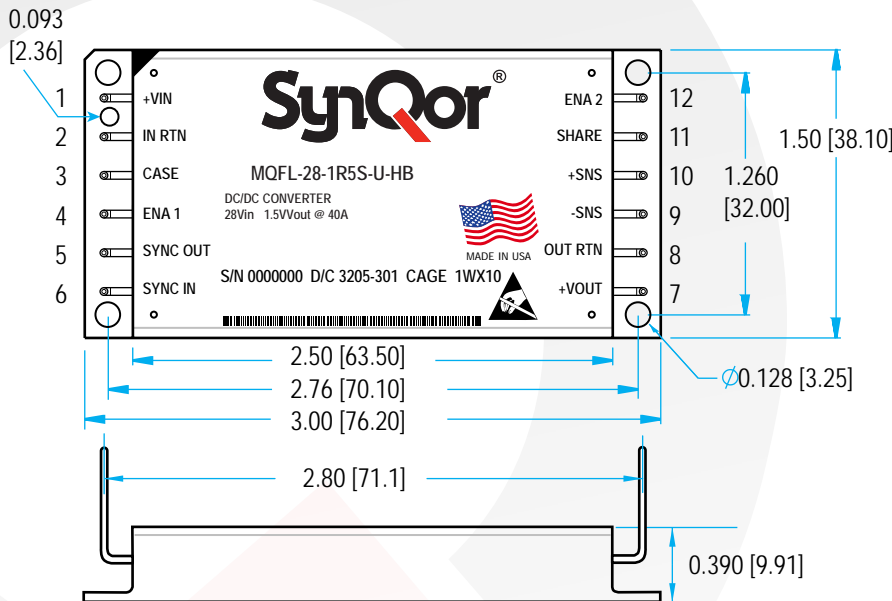 0.093
[2.36]
SynQor®
1 +VIN
2 IN RTN
3 CASE
4 ENA 1
5 SYNC OUT
6 SYNC IN
ENA 2 12
SHARE 11
+SNS 10
-SNS 9
OUT RTN 8
+VOUT 7
MQFL-28-1R5S-U-HB
DC/DC CONVERTER
28Vin 1.5VVout @ 40A
MADE IN USA
S/N 0000000 D/C 3205-301 CAGE 1WX10
1.50 [38.10]
1.260
[32.00]
2.50 [63.50]
2.76 [70.10]
3.00 [76.20]
Ø0.128 [3.25]
2.80 [71.1]
0.390 [9.91]